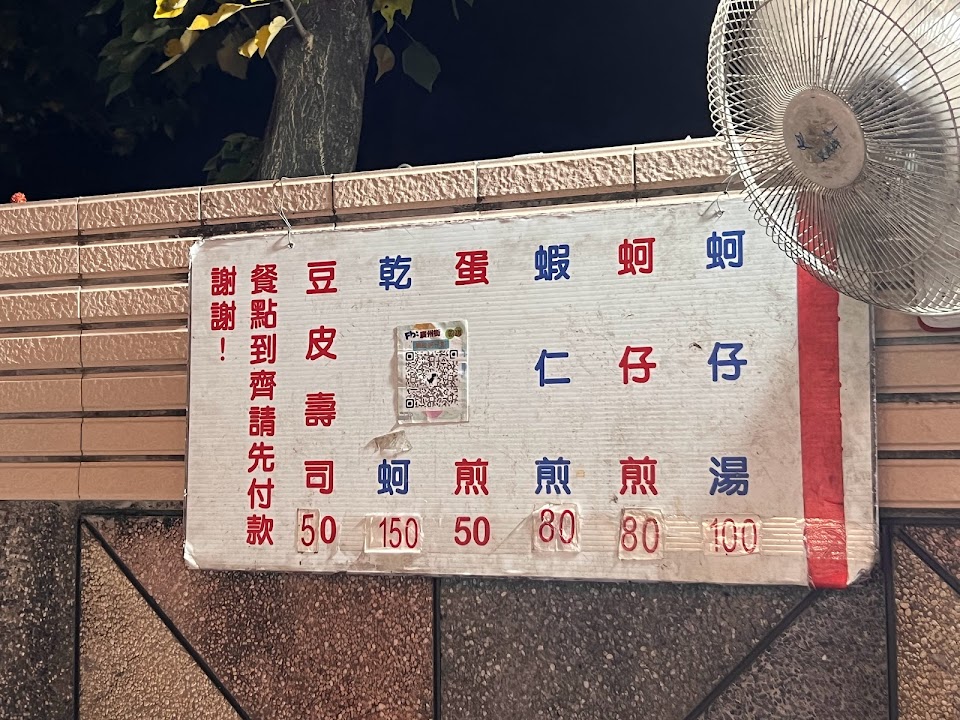 蚵仔湯 100
蚵仔煎 80
蝦仁煎 80
蛋煎 50
乾蚵 150
豆皮壽司 50
餐點到齊請先付款
謝謝！